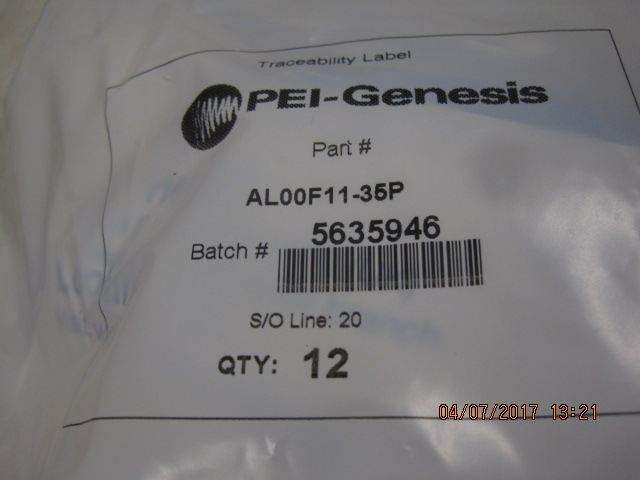 Traceability Label
PEI-Genesis
Part #
AL00F11-35P
5635946
Batch #
S/O Line: 20
QTY: 12
04/07/2017 13:21